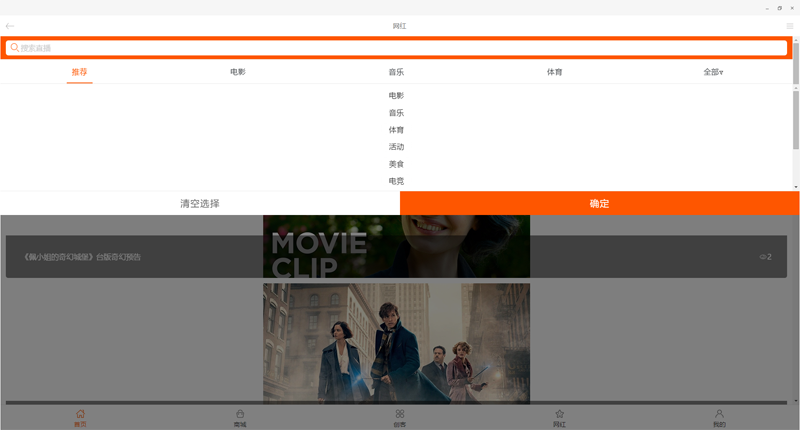 网红
搜索直播
推荐 电影 音乐 体育 全部
电影
音乐
体育
活动
美食
电竞
清空选择 确定
MOVIE
CLIP
《佩小姐的奇幻城堡》台版奇幻预告 2
首页 商城 创客 网红 我的